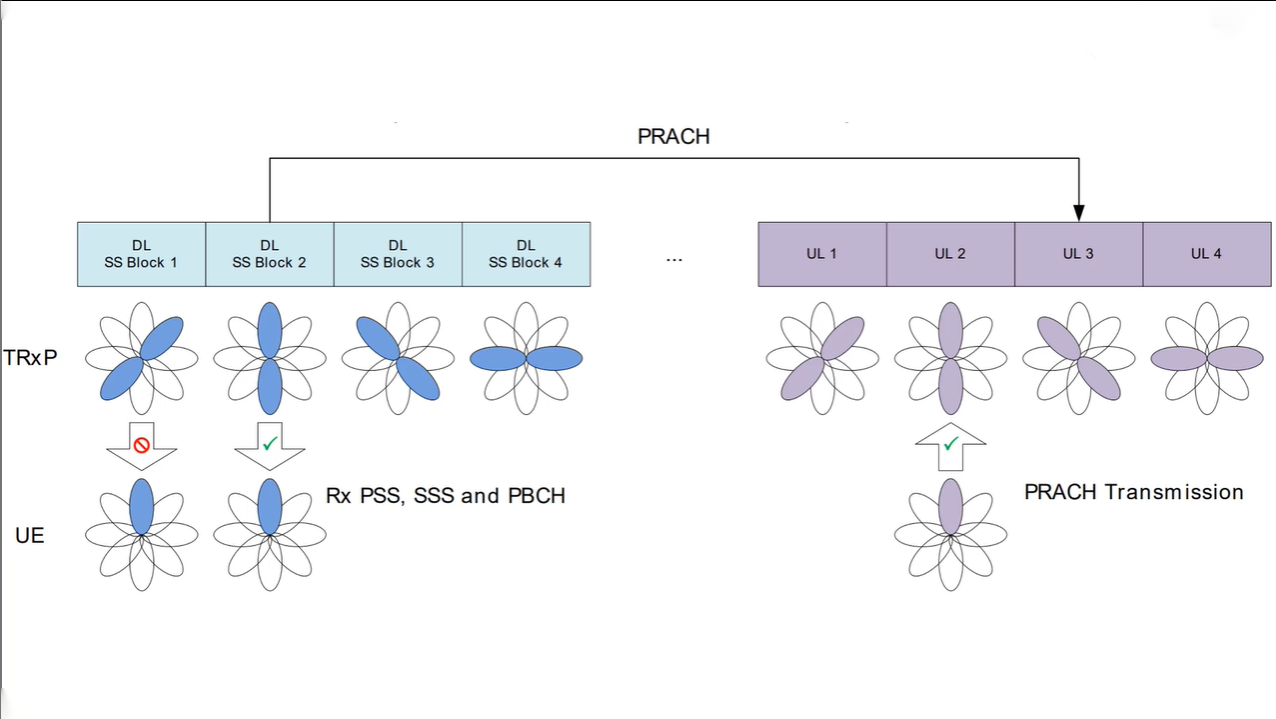 PRACH
DL
SS Block 1
DL
SS Block 2
DL
SS Block 3
DL
SS Block 4
...
UL 1
UL 2
UL 3
UL 4
TRxP
Rx PSS, SSS and PBCH
PRACH Transmission
UE